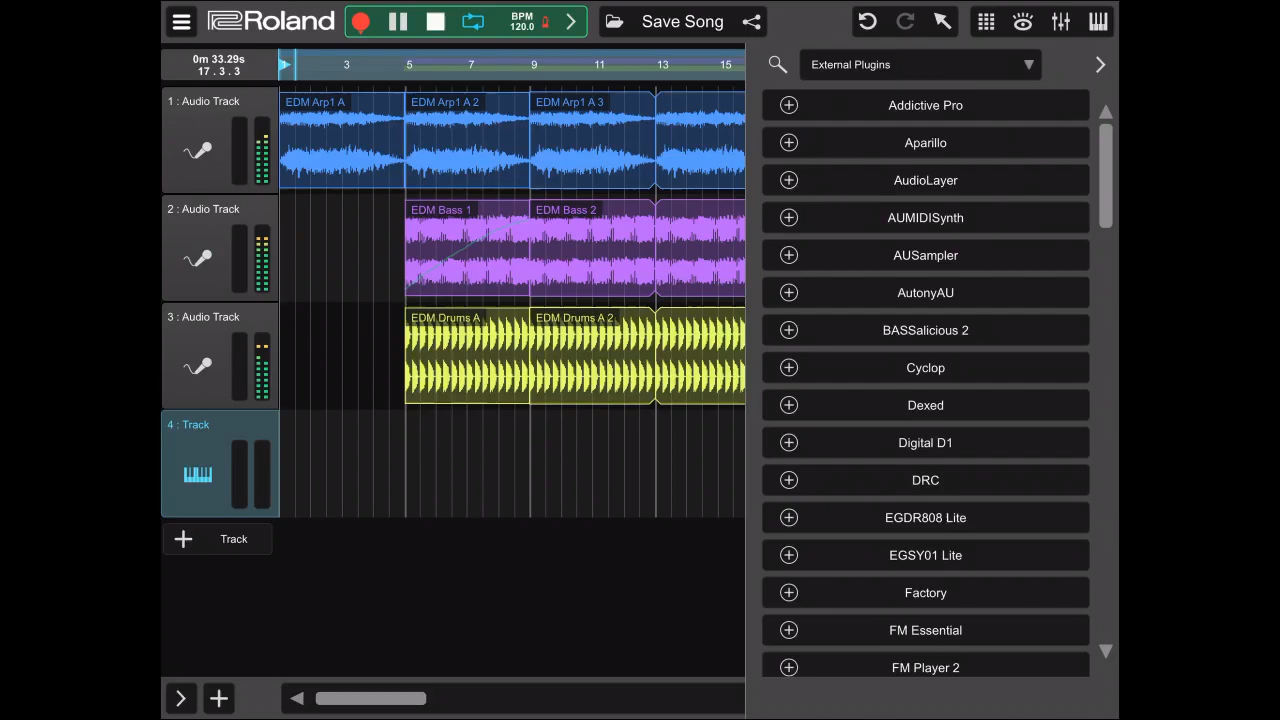 Roland
BPM
120.0
Save Song
0m 33.29s
17 . 3 . 3
1 3 5 7 9 11 13 15
External Plugins
1 : Audio Track
EDM Arp1 A
EDM Arp1 A 2
EDM Arp1 A 3
2 : Audio Track
EDM Bass 1
EDM Bass 2
3 : Audio Track
EDM Drums A
EDM Drums A 2
4 : Track
Track
Addictive Pro
Aparillo
AudioLayer
AUMIDISynth
AUSampler
AutonyAU
BASSalicious 2
Cyclop
Dexed
Digital D1
DRC
EGDR808 Lite
EGSY01 Lite
Factory
FM Essential
FM Player 2